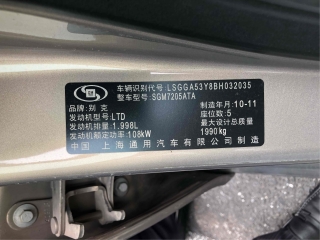 车辆识别代号: LSGGA53Y8BH032035
整车型号: SGM7205ATA
品牌: 别克
制造年月: 10-11
发动机型号: LTD
座位数: 5
发动机排量: 1.998L
最大设计总质量
发动机额定功率: 108kW
1990kg
中国 上海通用汽车有限公司 制造